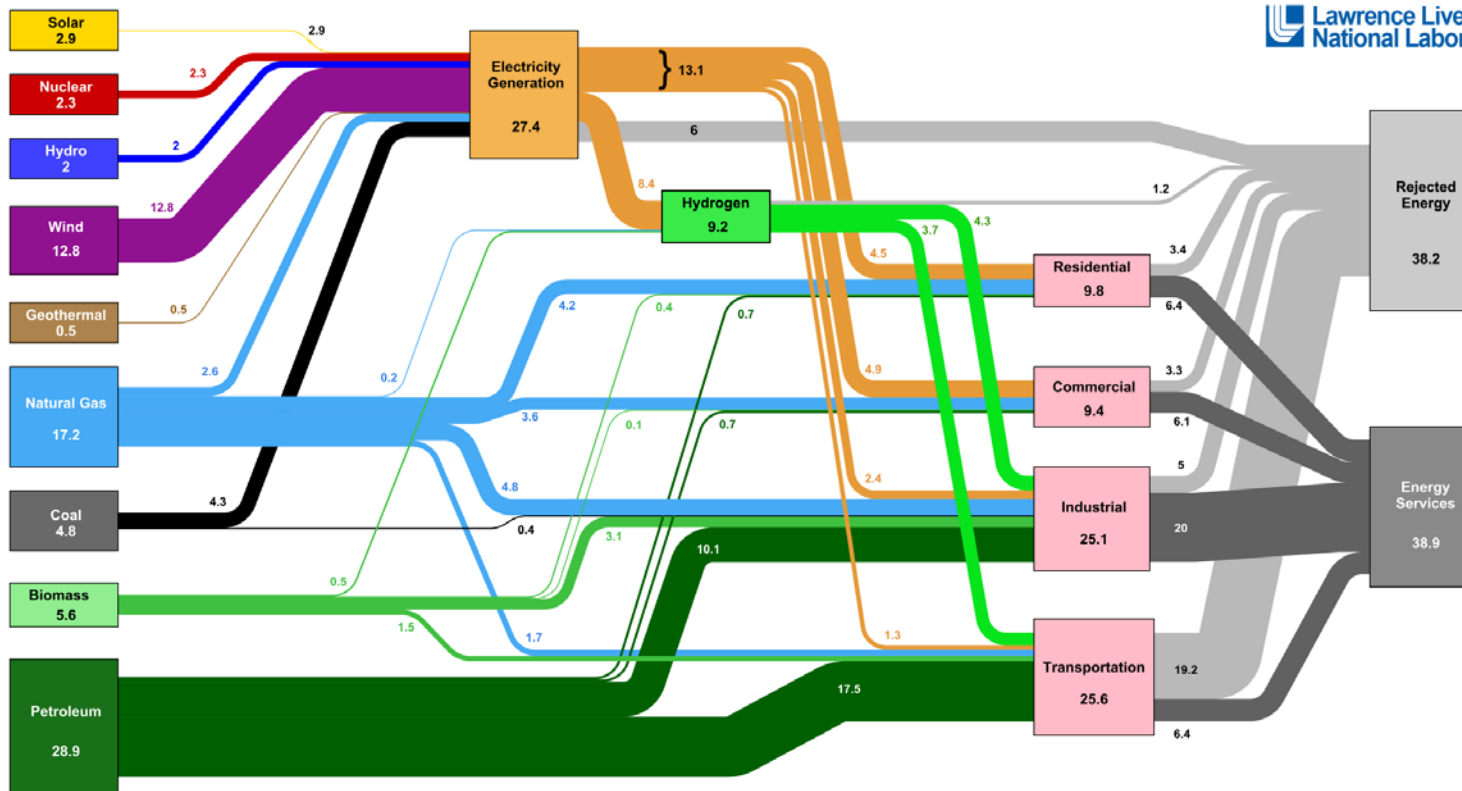 Lawrence Live
National Labor
Solar
2.9
2.9
Nuclear
2.3
2.3
Hydro
2
2
Wind
12.8
12.8
Geothermal
0.5
0.5
Natural Gas
17.2
2.6
0.2
4.2
3.6
4.8
1.7
Coal
4.8
4.3
0.4
Biomass
5.6
0.5
0.4
0.1
3.1
1.5
Petroleum
28.9
0.7
0.7
10.1
17.5
Electricity
Generation
27.4
}
13.1
6
8.4
4.5
4.9
2.4
1.3
Hydrogen
9.2
1.2
4.3
3.7
Residential
9.8
3.4
6.4
Commercial
9.4
3.3
6.1
Industrial
25.1
5
20
Transportation
25.6
19.2
6.4
Rejected
Energy
38.2
Energy
Services
38.9